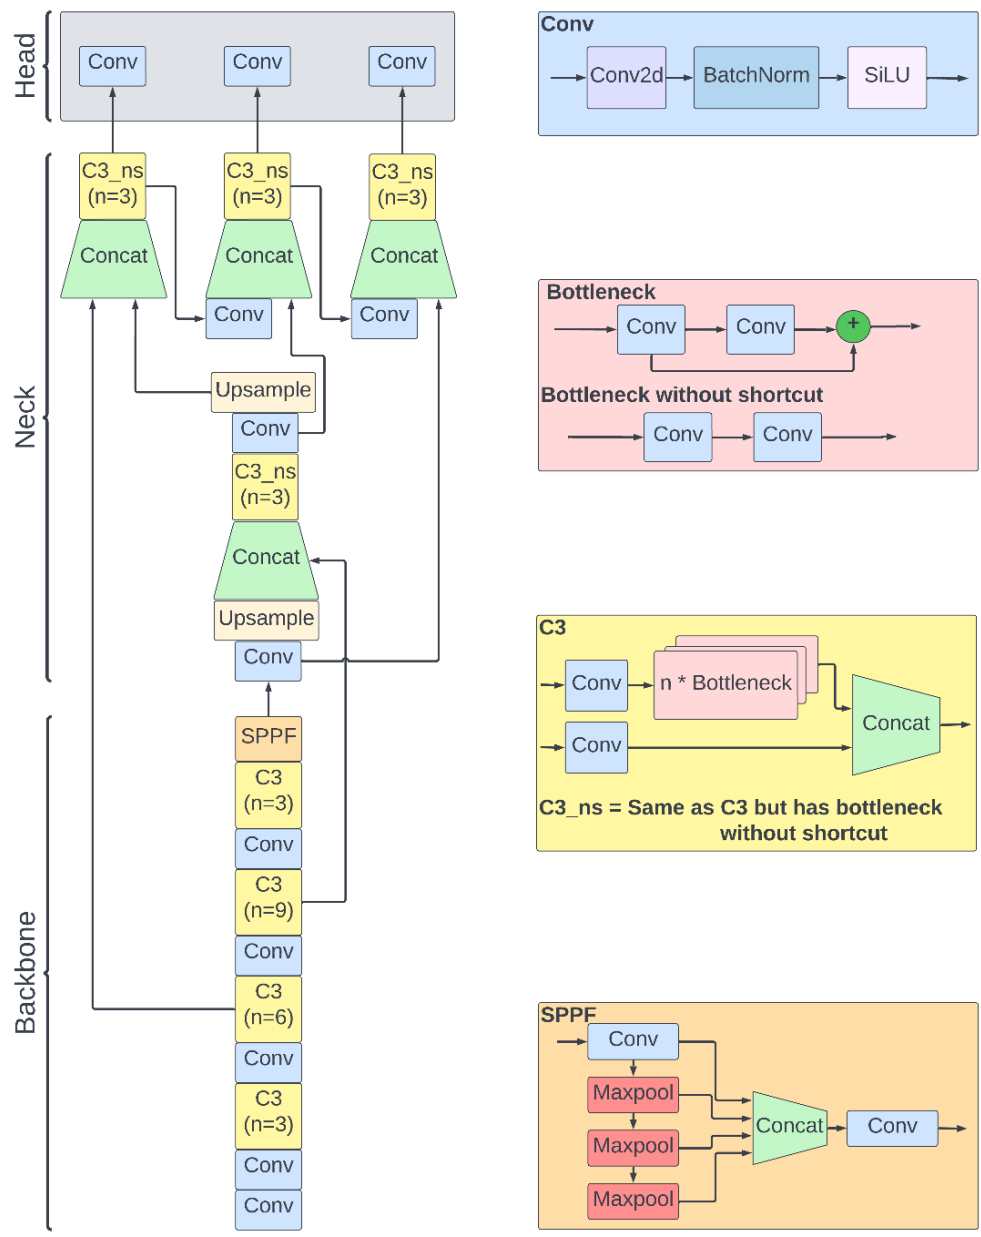 Head
Conv
Conv
Conv
Neck
C3_ns
(n=3)
C3_ns
(n=3)
C3_ns
(n=3)
Concat
Concat
Concat
Conv
Conv
Upsample
Conv
C3_ns
(n=3)
Concat
Upsample
Conv
Backbone
SPPF
C3
(n=3)
Conv
C3
(n=9)
Conv
C3
(n=6)
Conv
C3
(n=3)
Conv
Conv
Conv
Conv2d
BatchNorm
SiLU
Bottleneck
Conv
Conv
+
Bottleneck without shortcut
Conv
Conv
C3
Conv
n * Bottleneck
Conv
Concat
C3_ns = Same as C3 but has bottleneck
without shortcut
SPPF
Conv
Maxpool
Maxpool
Maxpool
Concat
Conv